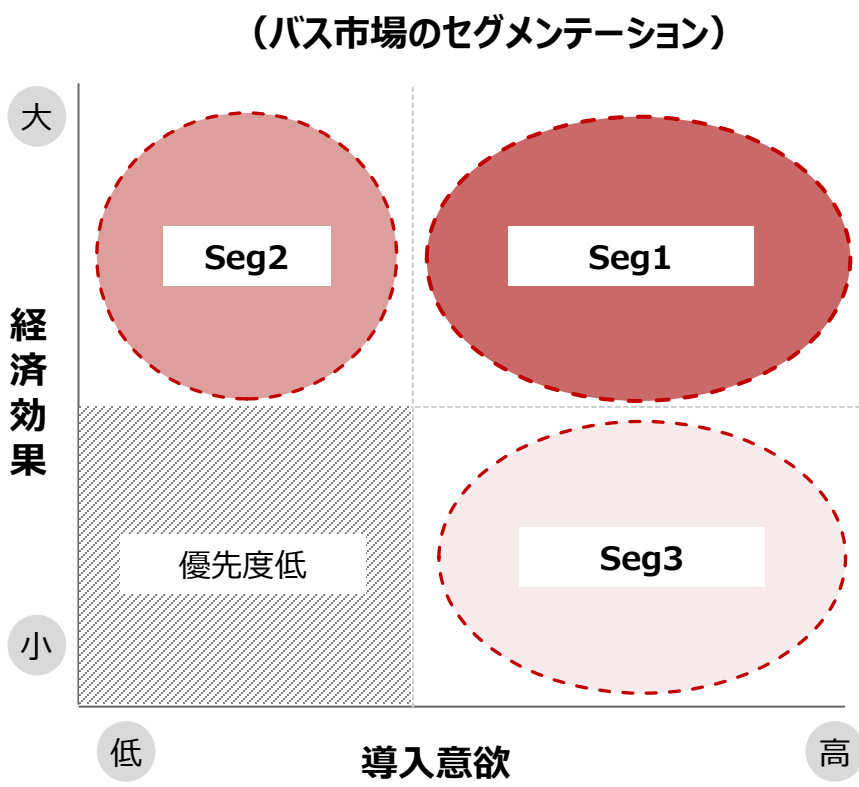 （バス市場のセグメンテーション）
大
Seg2
Seg1
経済効果
優先度低
Seg3
小
低
導入意欲
高